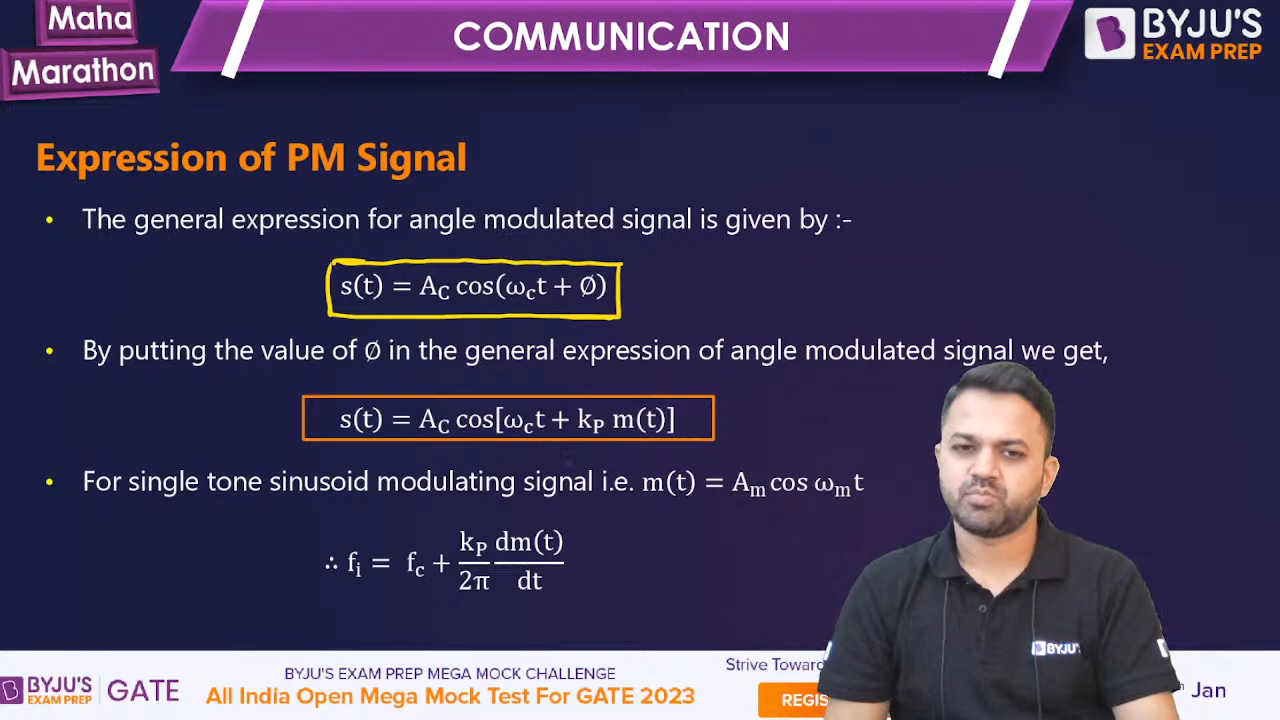 Maha
Marathon
COMMUNICATION
BYJU'S
EXAM PREP
Expression of PM Signal
• The general expression for angle modulated signal is given by :-
s(t) = A_C cos(ω_c t + Ø)
• By putting the value of Ø in the general expression of angle modulated signal we get,
s(t) = A_C cos[ω_c t + k_P m(t)]
• For single tone sinusoid modulating signal i.e. m(t) = A_m cos ω_m t
∴ f_i = f_c + k_P/2π dm(t)/dt
BYJU'S
BYJU'S
EXAM PREP
GATE
BYJU'S EXAM PREP MEGA MOCK CHALLENGE
All India Open Mega Mock Test For GATE 2023
Strive
Jan